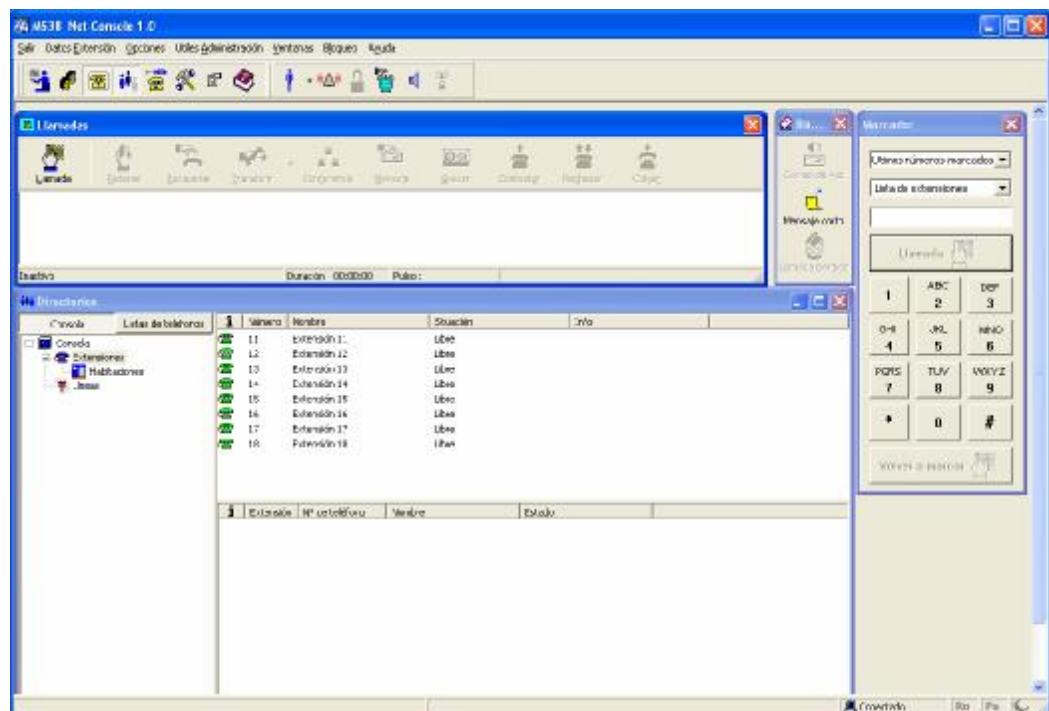 M538 Net Console 1.0
Salir Datos Extensión Opciones Utiles Administración Ventanas Bloqueo Ayuda
Llamadas
Llamada
Inactivo Duración 00:00:00 Pulso:
Mensaje corto
Marcador
Últimos números marcados
Lista de extensiones
Llamada
1 ABC 2 DEF 3
GHI 4 JKL 5 MNO 6
PQRS 7 TUV 8 WXYZ 9
* 0 #
Volver a marcar
Directorios
Consola Listas de teléfonos
Consola
Extensiones
Habitaciones
Líneas
Número Nombre Situación Info
11 Extensión 11 Libre
12 Extensión 12 Libre
13 Extensión 13 Libre
14 Extensión 14 Libre
15 Extensión 15 Libre
16 Extensión 16 Libre
17 Extensión 17 Libre
18 Extensión 18 Libre
Extensión Nº de teléfono Nombre Estado
Conectado